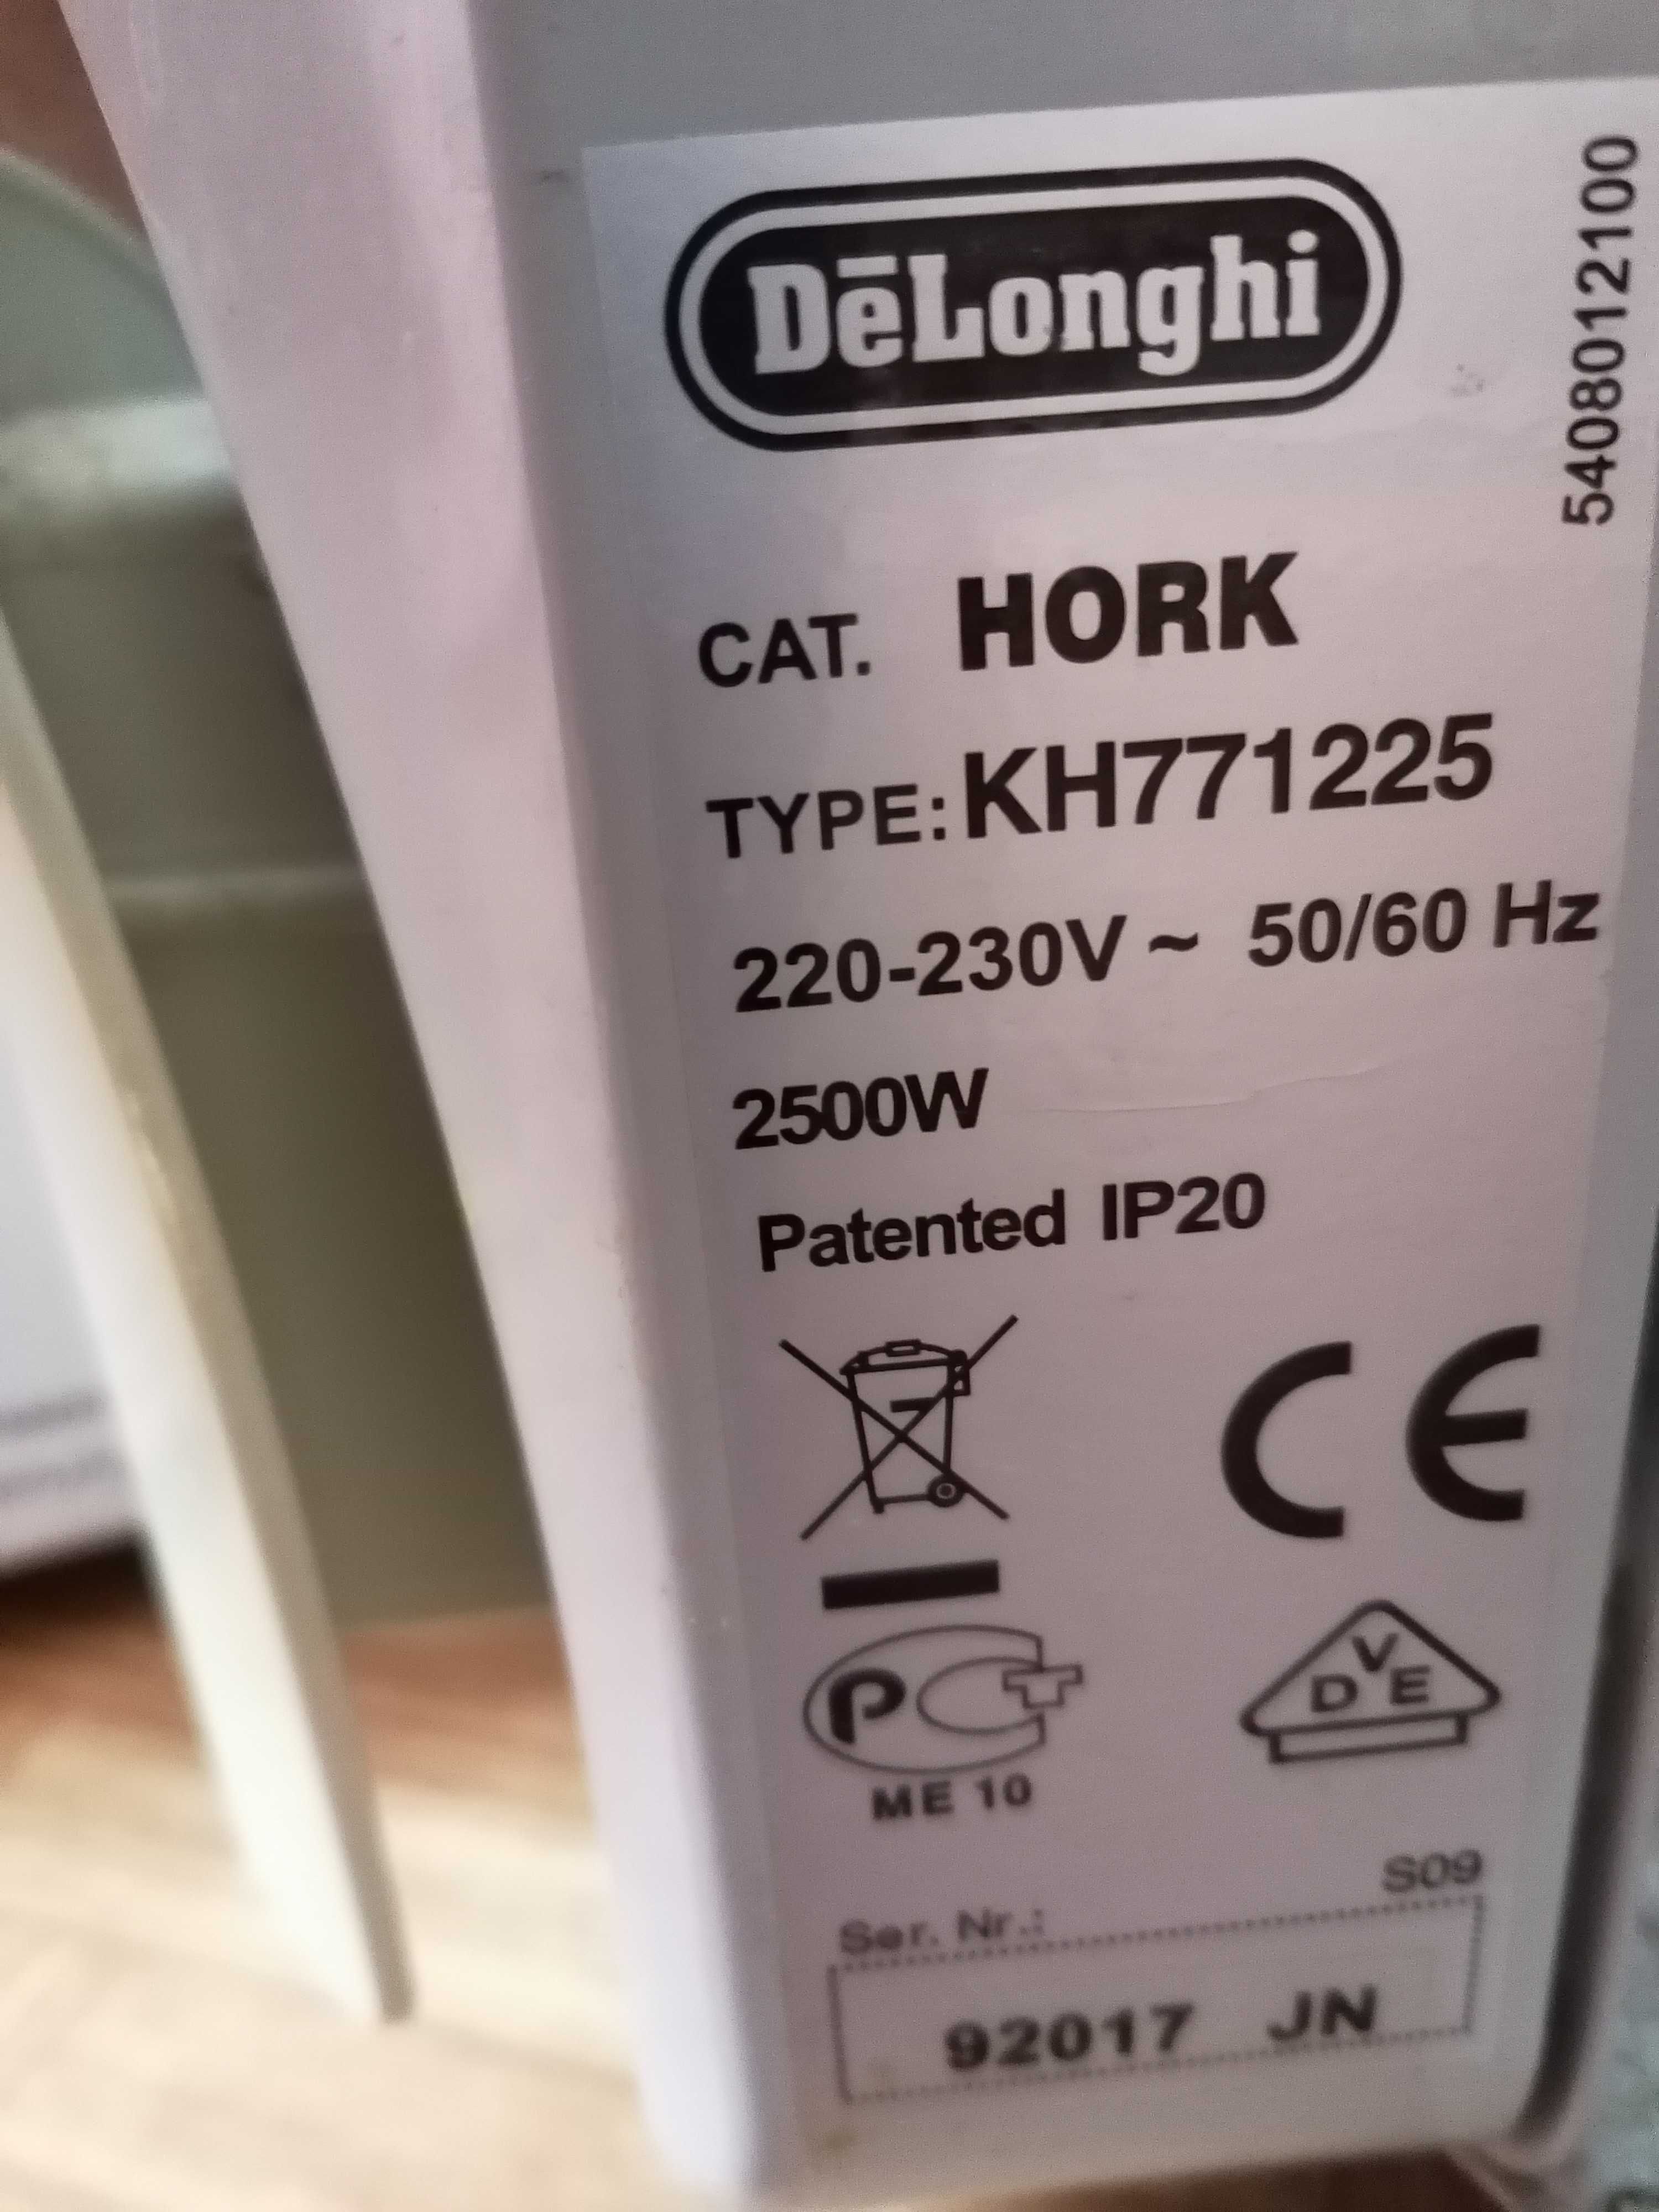 DēLonghi
5408012100
CAT. HORK
TYPE: KH771225
220-230V ~ 50/60 Hz
2500W
Patented IP20
CE
PC
ME 10
VDE
S09
Ser. Nr.:
92017 JN